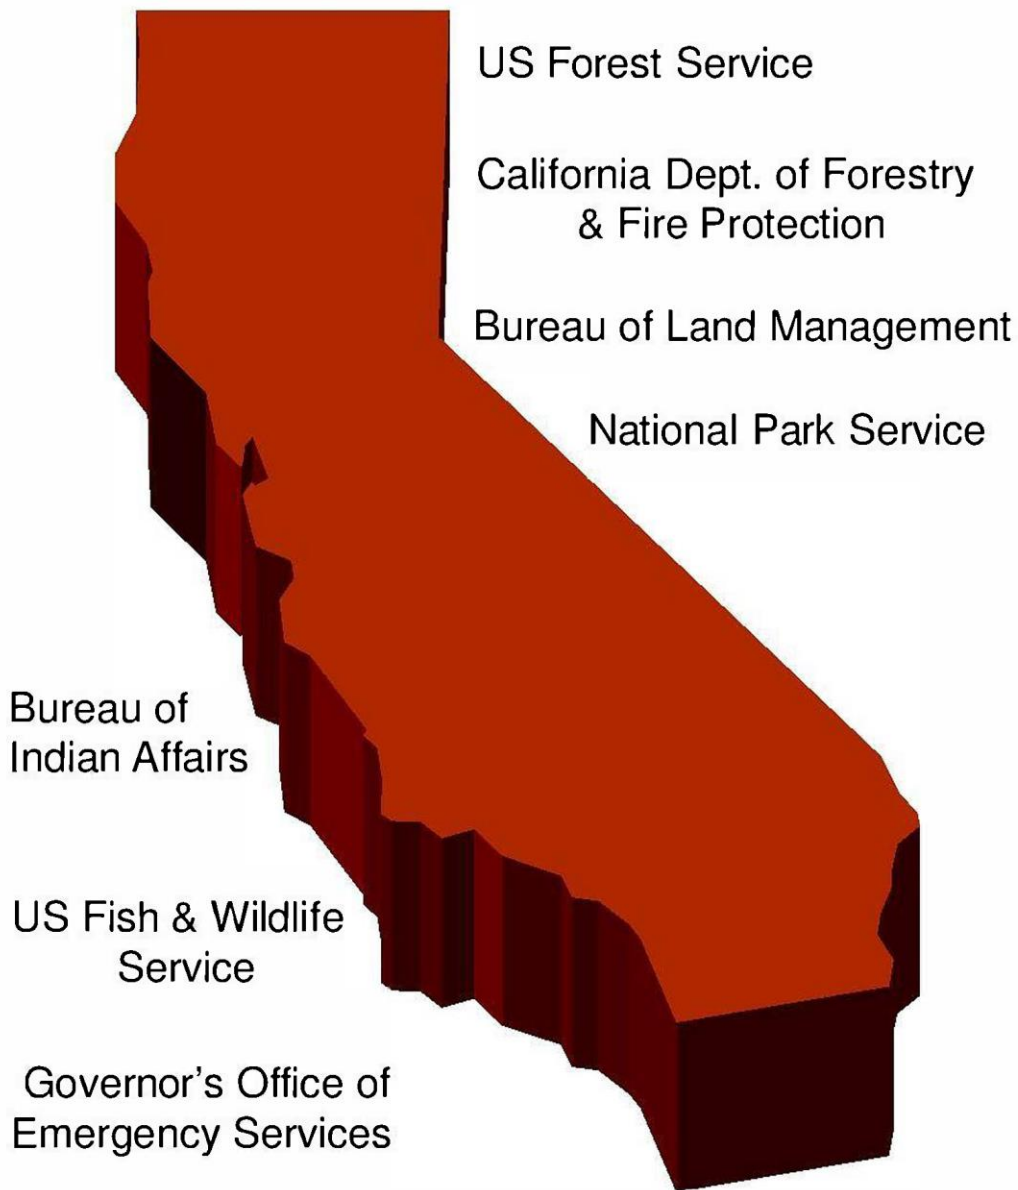 US Forest Service
California Dept. of Forestry
& Fire Protection
Bureau of Land Management
National Park Service
Bureau of
Indian Affairs
US Fish & Wildlife
Service
Governor's Office of
Emergency Services